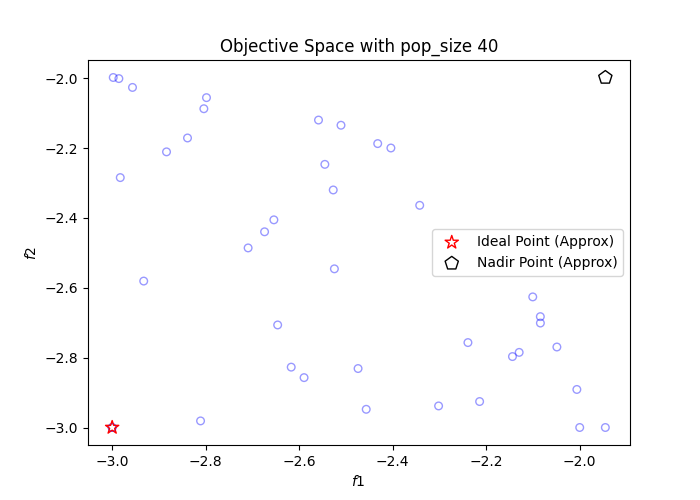 Objective Space with pop_size 40
−2.0
−2.2
−2.4
−2.6
−2.8
−3.0
f2
Ideal Point (Approx)
Nadir Point (Approx)
−3.0 −2.8 −2.6 −2.4 −2.2 −2.0
f1